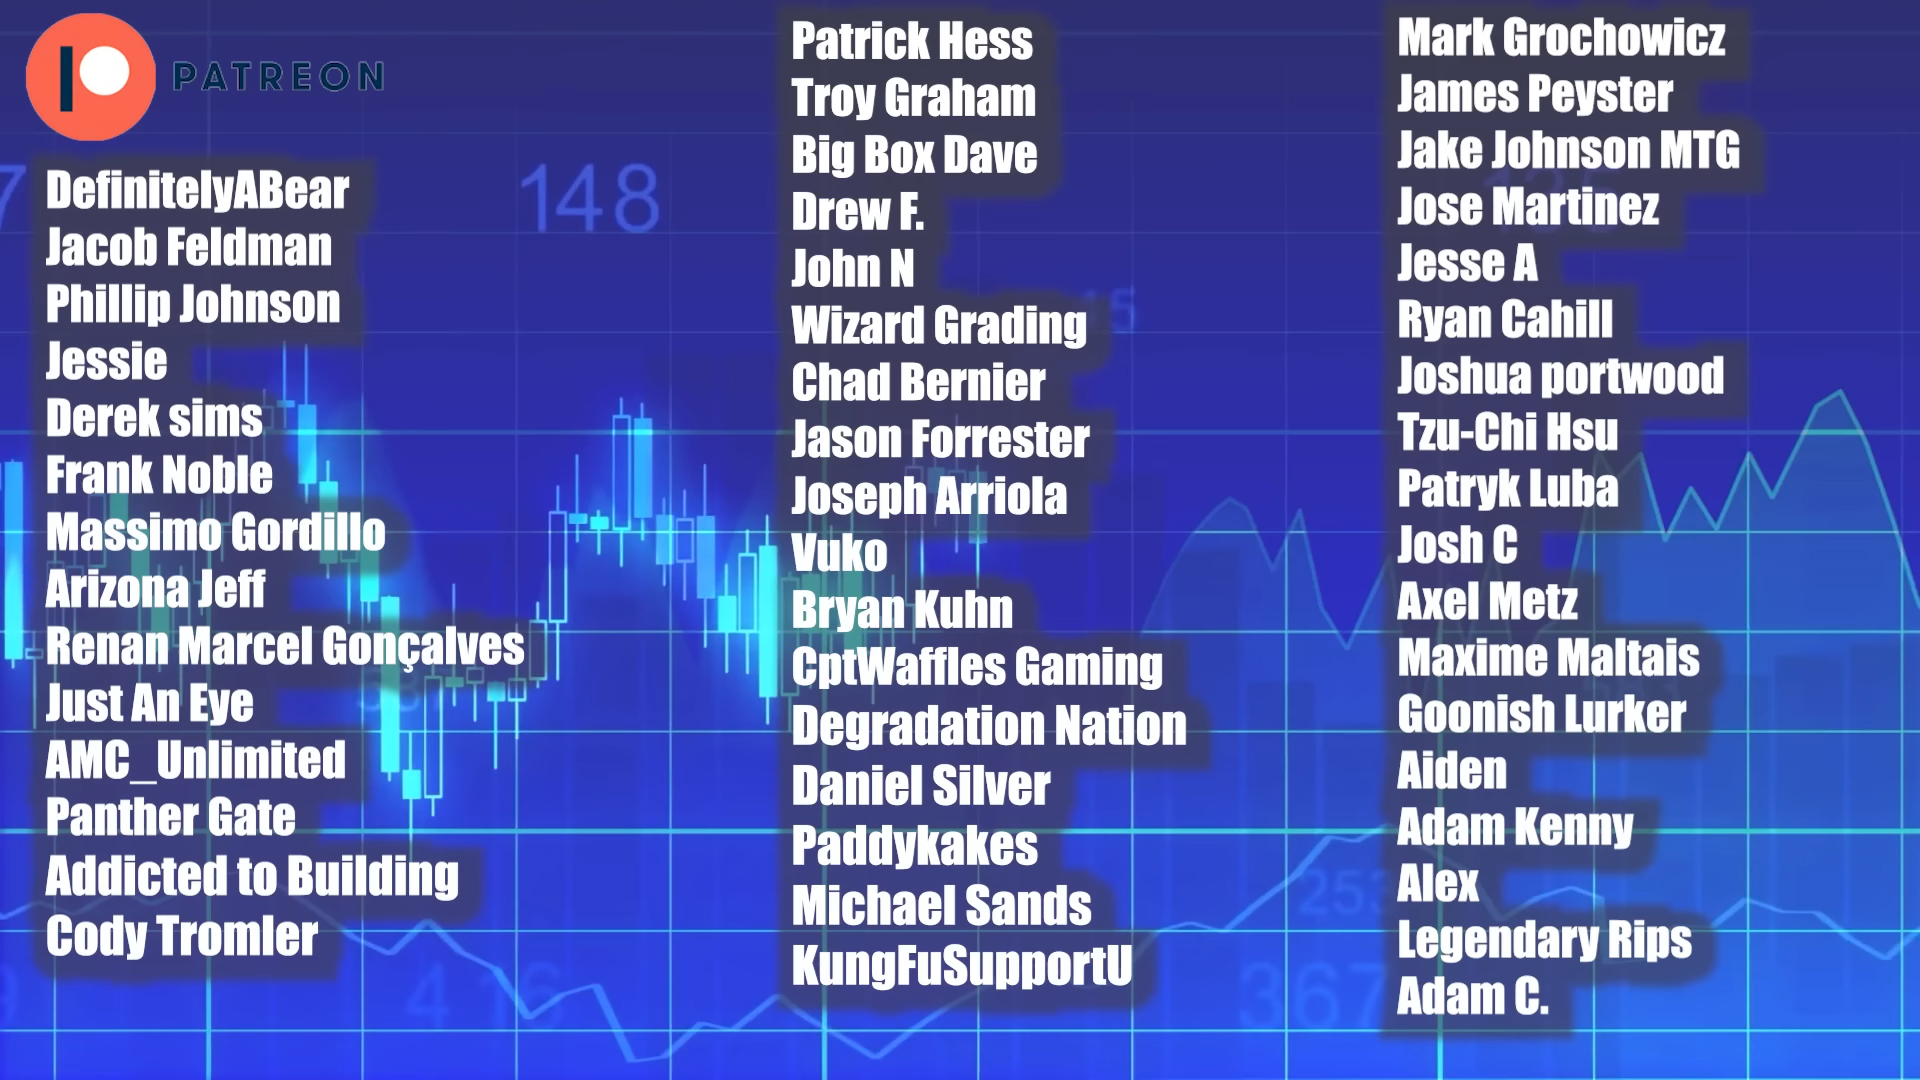 PATREON
DefinitelyABear
Jacob Feldman
Phillip Johnson
Jessie
Derek sims
Frank Noble
Massimo Gordillo
Arizona Jeff
Renan Marcel Gonçalves
Just An Eye
AMC_Unlimited
Panther Gate
Addicted to Building
Cody Tromler
Patrick Hess
Troy Graham
Big Box Dave
Drew F.
John N
Wizard Grading
Chad Bernier
Jason Forrester
Joseph Arriola
Vuko
Bryan Kuhn
CptWaffles Gaming
Degradation Nation
Daniel Silver
Paddykakes
Michael Sands
KungFuSupportU
Mark Grochowicz
James Peyster
Jake Johnson MTG
Jose Martinez
Jesse A
Ryan Cahill
Joshua portwood
Tzu-Chi Hsu
Patryk Luba
Josh C
Axel Metz
Maxime Maltais
Goonish Lurker
Aiden
Adam Kenny
Alex
Legendary Rips
Adam C.
148
253
4 16
367